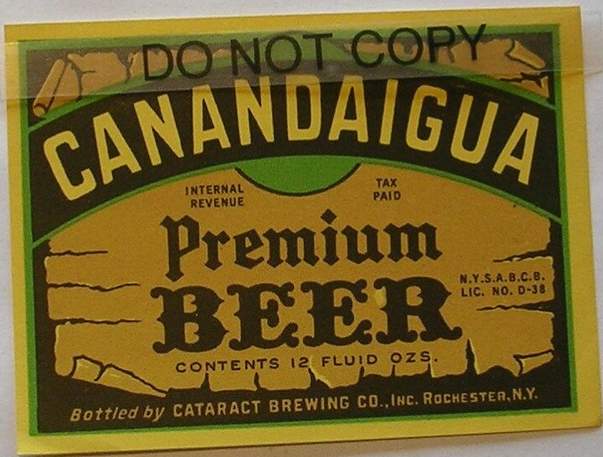 DO NOT COPY
CANANDAIGUA
INTERNAL REVENUE
TAX PAID
Premium
BEER
N.Y.S.A.B.C.B.
LIC. NO. D-38
CONTENTS 12 FLUID OZS.
Bottled by CATARACT BREWING CO., INC. ROCHESTER, N.Y.